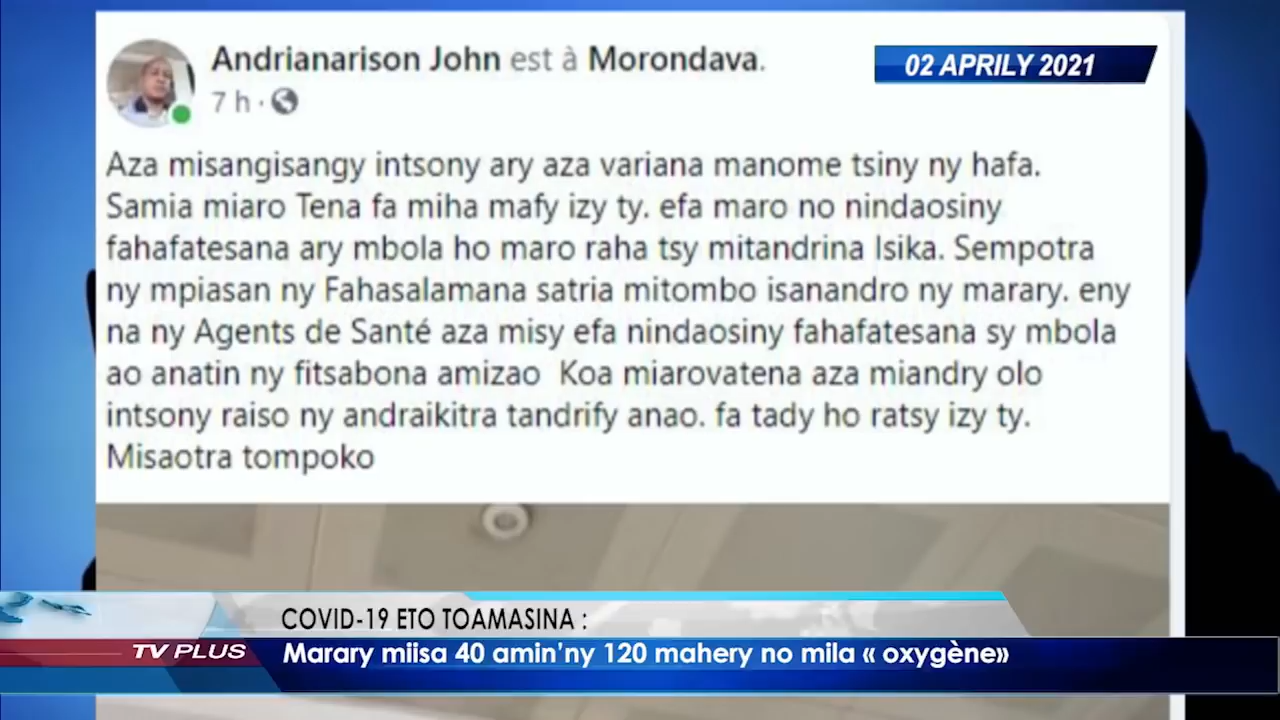 Andrianarison John est à Morondava.
7 h ·
02 APRILY 2021
Aza misangisangy intsony ary aza variana manome tsiny ny hafa.
Samia miaro Tena fa miha mafy izy ty. efa maro no nindaosiny
fahafatesana ary mbola ho maro raha tsy mitandrina Isika. Sempotra
ny mpiasan ny Fahasalamana satria mitombo isanandro ny marary. eny
na ny Agents de Santé aza misy efa nindaosiny fahafatesana sy mbola
ao anatin ny fitsabona amizao Koa miarovatena aza miandry olo
intsony raiso ny andraikitra tandrify anao. fa tady ho ratsy izy ty.
Misaotra tompoko
COVID-19 ETO TOAMASINA :
TV PLUS
Marary miisa 40 amin’ny 120 mahery no mila « oxygène»